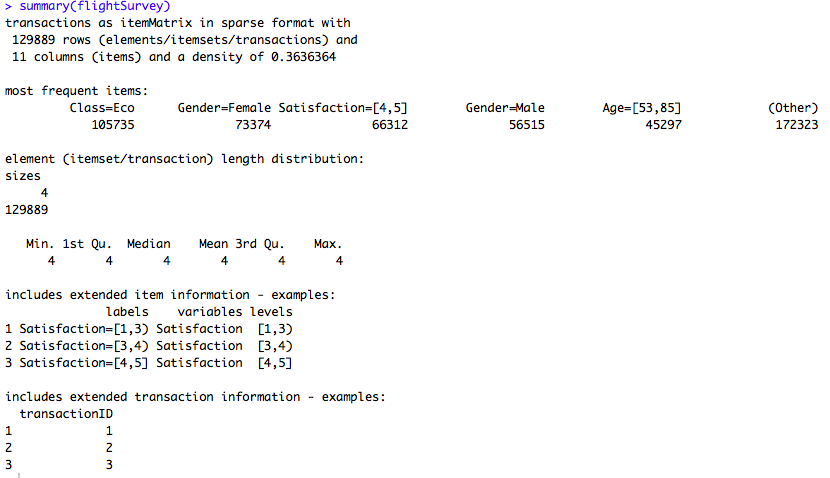 > summary(flightSurvey)
transactions as itemMatrix in sparse format with
 129889 rows (elements/itemsets/transactions) and
 11 columns (items) and a density of 0.3636364
most frequent items:
         Class=Eco     Gender=Female Satisfaction=[4,5]        Gender=Male        Age=[53,85]            (Other)
            105735             73374              66312              56515              45297             172323
element (itemset/transaction) length distribution:
sizes
     4
129889
   Min. 1st Qu.  Median    Mean 3rd Qu.    Max.
      4       4       4       4       4       4
includes extended item information - examples:
              labels    variables levels
1 Satisfaction=[1,3) Satisfaction  [1,3)
2 Satisfaction=[3,4) Satisfaction  [3,4)
3 Satisfaction=[4,5] Satisfaction  [4,5]
includes extended transaction information - examples:
  transactionID
1             1
2             2
3             3